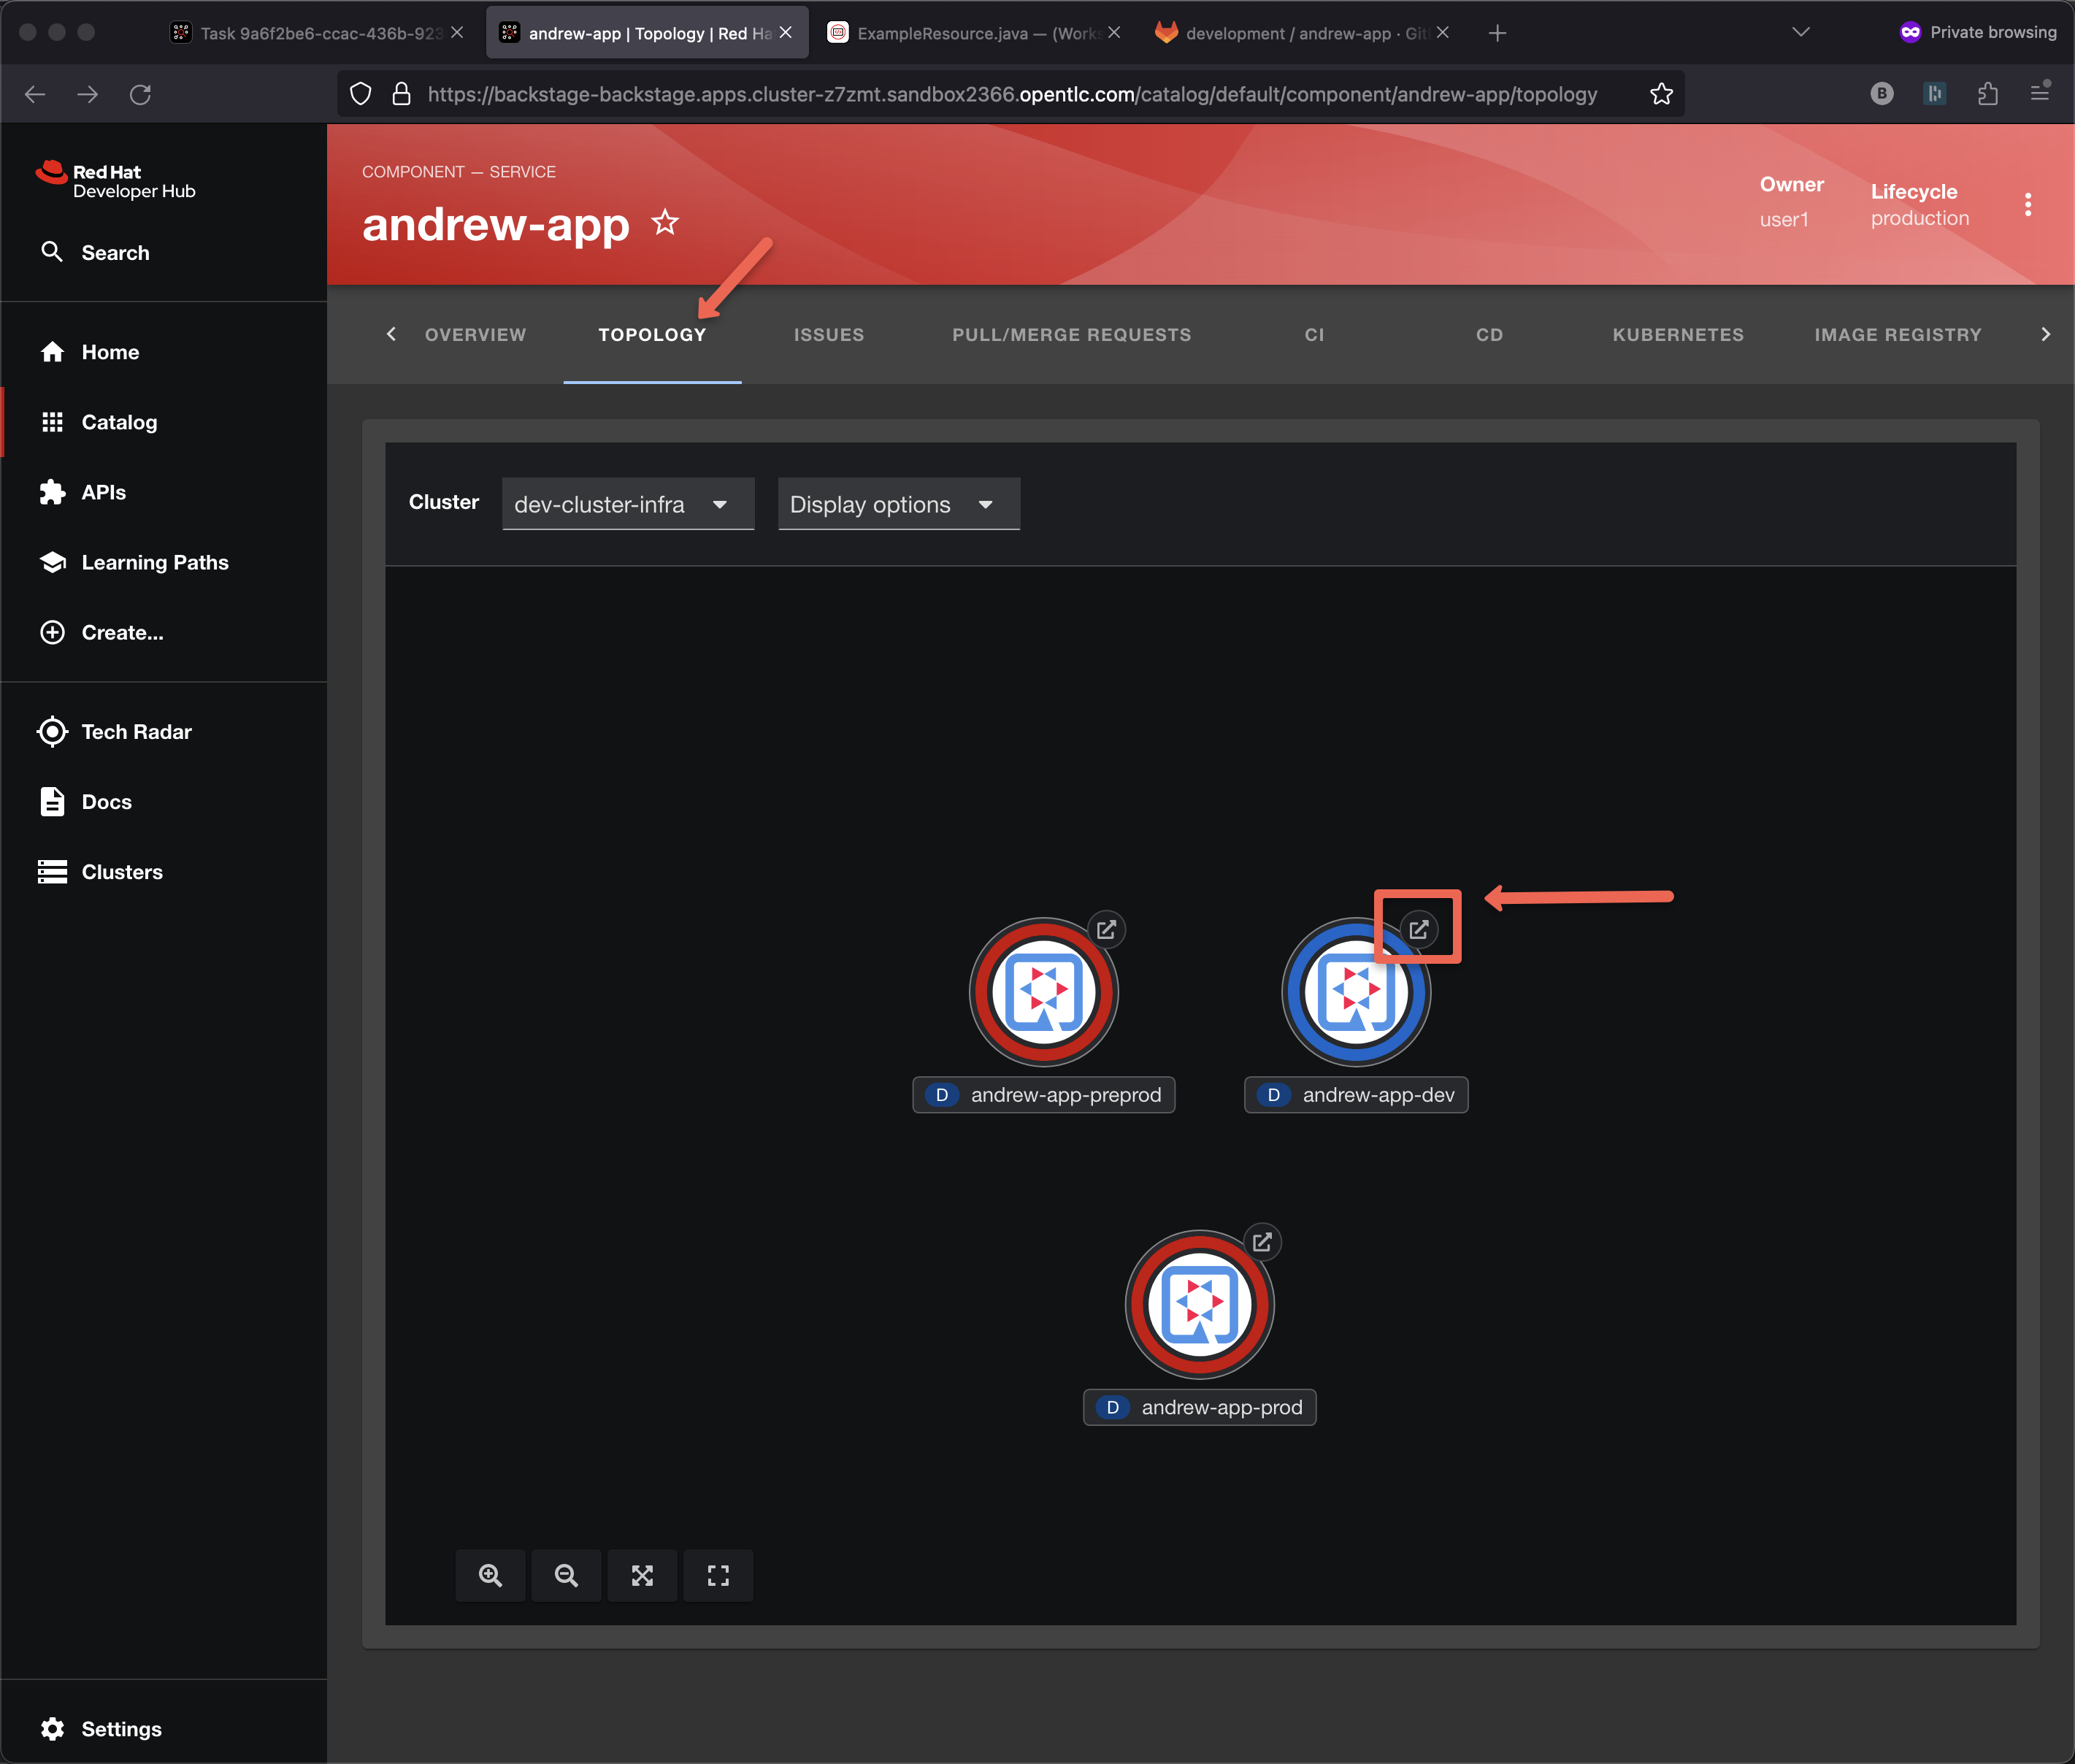 Task 9a6f2be6-ccac-436b-923
andrew-app | Topology | Red Ha
ExampleResource.java — (Works
development / andrew-app · Git
Private browsing
https://backstage-backstage.apps.cluster-z7zmt.sandbox2366.opentlc.com/catalog/default/component/andrew-app/topology
B
Red Hat
Developer Hub
Search
Home
Catalog
APIs
Learning Paths
Create...
Tech Radar
Docs
Clusters
Settings
COMPONENT — SERVICE
andrew-app
Owner
user1
Lifecycle
production
OVERVIEW
TOPOLOGY
ISSUES
PULL/MERGE REQUESTS
CI
CD
KUBERNETES
IMAGE REGISTRY
Cluster
dev-cluster-infra
Display options
D andrew-app-preprod
D andrew-app-dev
D andrew-app-prod